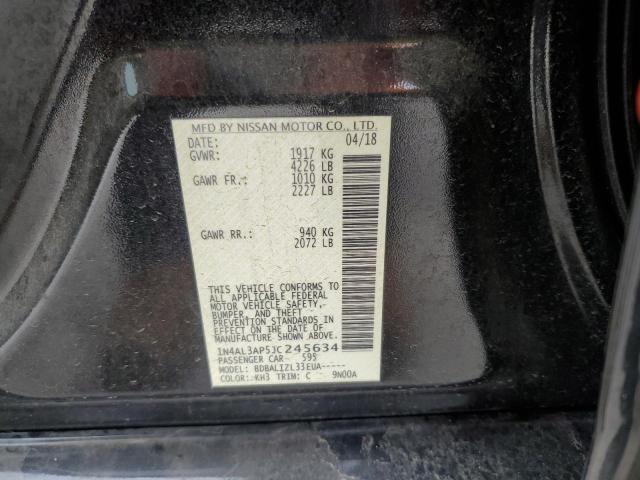 MFD BY NISSAN MOTOR CO., LTD.
DATE: 04/18
GVWR: 1917 KG
4226 LB
GAWR FR.: 1010 KG
2227 LB
GAWR RR.: 940 KG
2072 LB
THIS VEHICLE CONFORMS TO
ALL APPLICABLE FEDERAL
MOTOR VEHICLE SAFETY,
BUMPER, AND THEFT
PREVENTION STANDARDS IN
EFFECT ON THE DATE OF
MANUFACTURE SHOWN ABOVE.
1N4AL3AP5JC245634
PASSENGER CAR 595
MODEL: BDBALIZL33EUA-----
COLOR: KH3 TRIM: C 9N00A